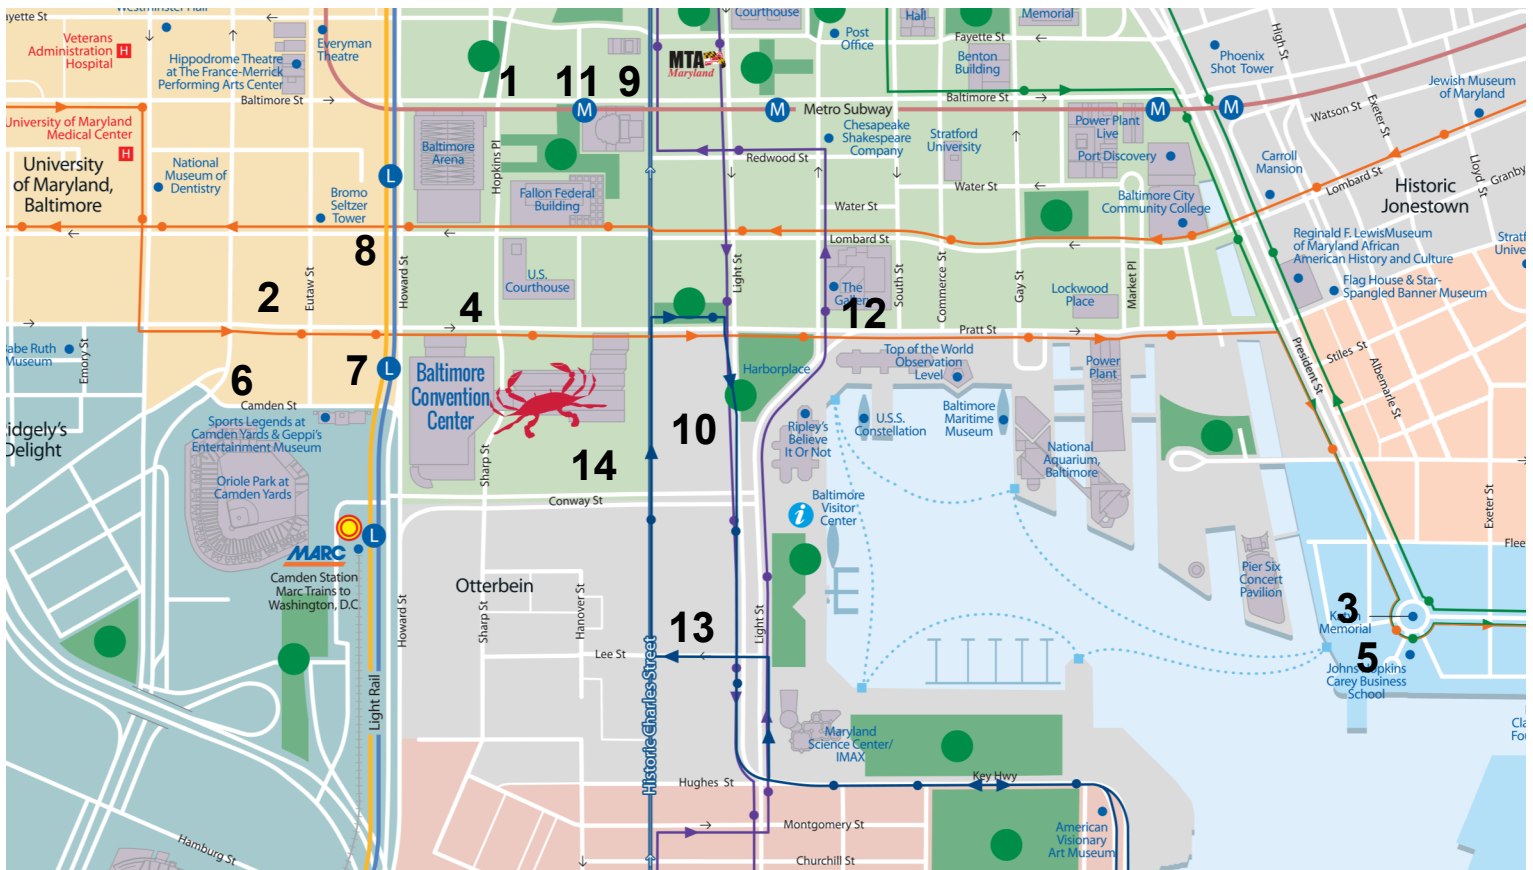 ayette St
Westminster Hall
Courthouse
Hall
Memorial
Veterans
Administration
Hospital
H
Everyman
Theatre
Hippodrome Theatre
at The France-Merrick
Performing Arts Center
Baltimore St
1
11
9
MTA
Maryland
Post
Office
Fayette St
Benton
Building
Baltimore St
High St
Phoenix
Shot Tower
Jewish Museum
of Maryland
Watson St
Exeter St
M
M
Metro Subway
M
M
University of Maryland
Medical Center
H
University
of Maryland,
Baltimore
National
Museum of
Dentistry
Bromo
Seltzer
Tower
L
Baltimore
Arena
Hopkins Pl
Fallon Federal
Building
Redwood St
Chesapeake
Shakespeare
Company
Stratford
University
Power Plant
Live
Port Discovery
Water St
Water St
Baltimore City
Community College
Carroll
Mansion
Lombard St
Lloyd St
Granby
Historic
Jonestown
8
Lombard St
Reginald F. LewisMuseum
of Maryland African
American History and Culture
Flag House & Star-
Spangled Banner Museum
Stratf
Unive
2
Eutaw St
Howard St
4
U.S.
Courthouse
Light St
The
12
South St
Commerce St
Gay St
Lockwood
Place
Market Pl
Pratt St
Babe Ruth
Museum
Emory St
6
7
L
Camden St
Baltimore
Convention
Center
Harborplace
Top of the World
Observation
Level
Power
Plant
President St
Stiles St
Albemarle St
idgely's
Delight
Sports Legends at
Camden Yards & Geppi's
Entertainment Museum
Oriole Park at
Camden Yards
Sharp St
14
10
Ripley's
Believe
It Or Not
U.S.S.
Constellation
Baltimore
Maritime
Museum
National
Aquarium,
Baltimore
Conway St
i
Baltimore
Visitor
Center
Exeter St
Flee
L
MARC
Camden Station
Marc Trains to
Washington, D.C.
Otterbein
Howard St
Sharp St
Hanover St
13
Lee St
Light St
Historic Charles Street
Pier Six
Concert
Pavilion
3
Memorial
5
Johns Hopkins
Carey Business
School
Light Rail
Maryland
Science Center/
IMAX
Cla
Fou
Hughes St
Key Hwy
Montgomery St
Churchill St
American
Visionary
Art Museum
Hamburg St